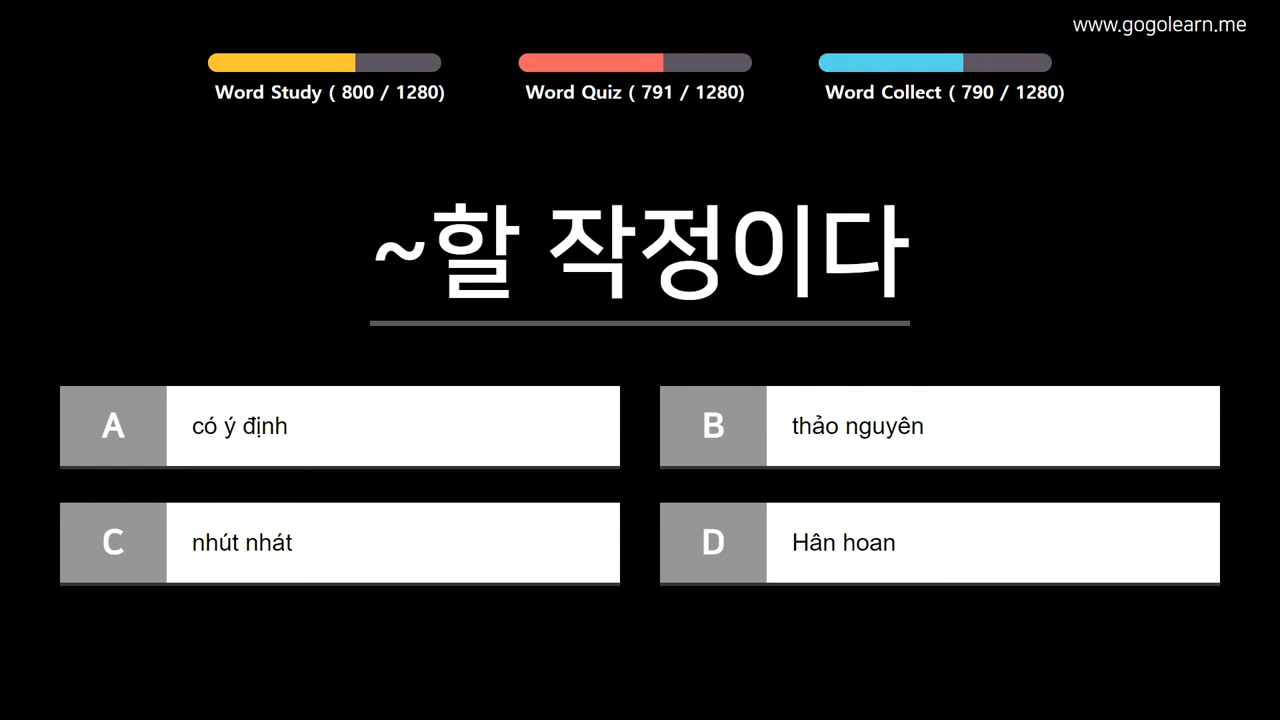 www.gogolearn.me
Word Study ( 800 / 1280)
Word Quiz ( 791 / 1280)
Word Collect ( 790 / 1280)
~할 작정이다
A có ý định
B thảo nguyên
C nhút nhát
D Hân hoan